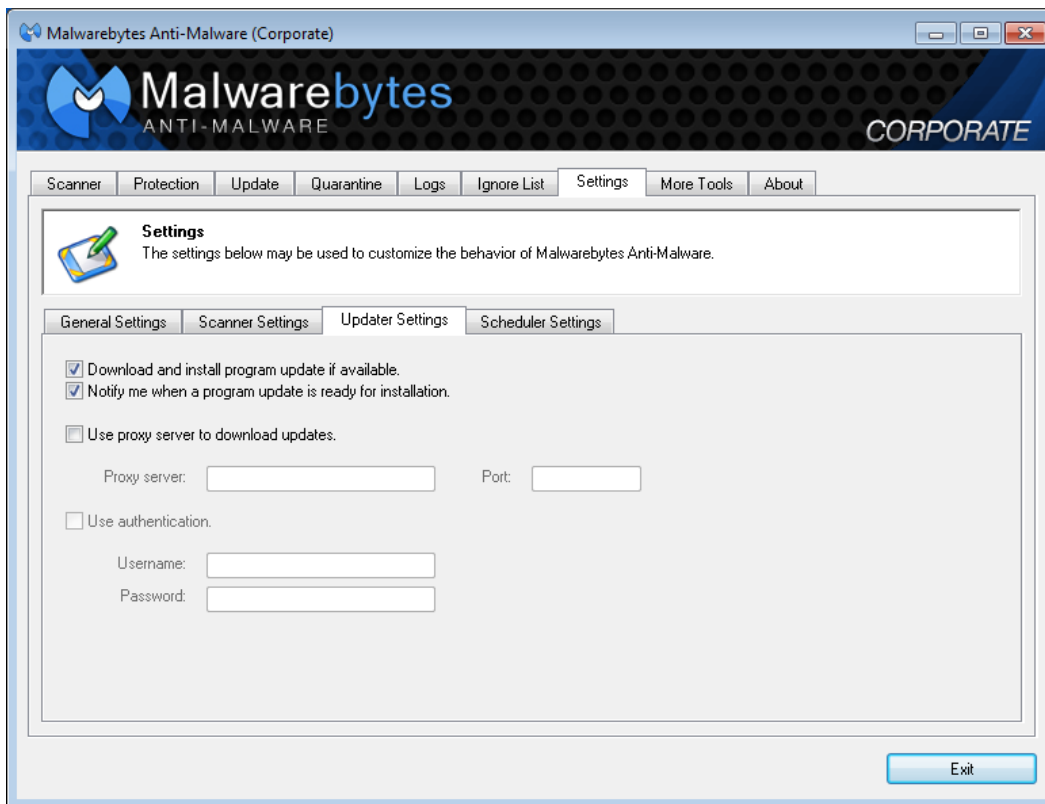 Malwarebytes Anti-Malware (Corporate)
Malwarebytes
ANTI-MALWARE
CORPORATE
Scanner Protection Update Quarantine Logs Ignore List Settings More Tools About
Settings
The settings below may be used to customize the behavior of Malwarebytes Anti-Malware.
General Settings Scanner Settings Updater Settings Scheduler Settings
Download and install program update if available.
Notify me when a program update is ready for installation.
Use proxy server to download updates.
Proxy server: Port:
Use authentication.
Username:
Password:
Exit